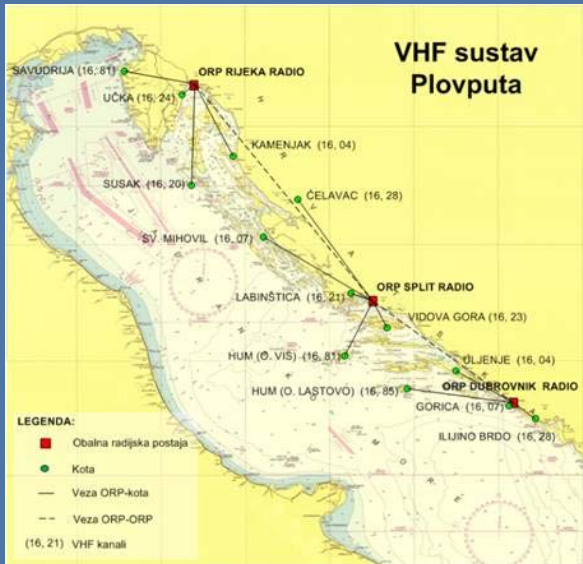 VHF sustav
Plovputa
SAVUDRIJA (16, 81)
ORP RIJEKA RADIO
UČKA (16, 24)
KAMENJAK (16, 04)
SUSAK (16, 20)
ČELAVAC (16, 28)
SV. MIHOVIL (16, 07)
LABINŠTICA (16, 21)
ORP SPLIT RADIO
VIDOVA GORA (16, 23)
HUM (O. VIS) (16, 81)
ULJENJE (16, 04)
ORP DUBROVNIK RADIO
HUM (O. LASTOVO) (16, 85)
GORICA (16, 07)
ILIJINO BRDO (16, 28)
LEGENDA:
Obalna radijska postaja
Kota
Veza ORP-kota
Veza ORP-ORP
(16, 21) VHF kanali